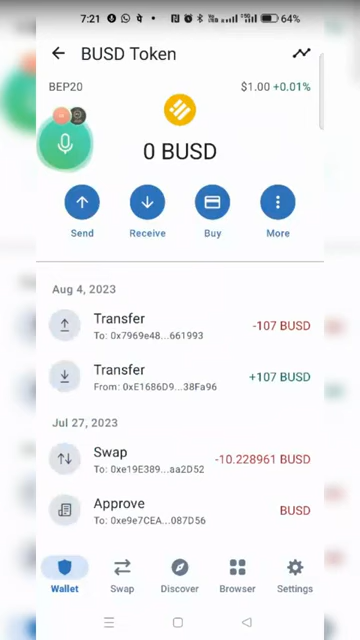 7:21 64%
BUSD Token
BEP20 $1.00 +0.01%
0 BUSD
Send Receive Buy More
Aug 4, 2023
Transfer -107 BUSD
To: 0x7969e48...661993
Transfer +107 BUSD
From: 0xE1686D9...38Fa96
Jul 27, 2023
Swap -10.228961 BUSD
To: 0xe19E389...aa2D52
Approve BUSD
To: 0xe9e7CEA...087D56
Wallet Swap Discover Browser Settings